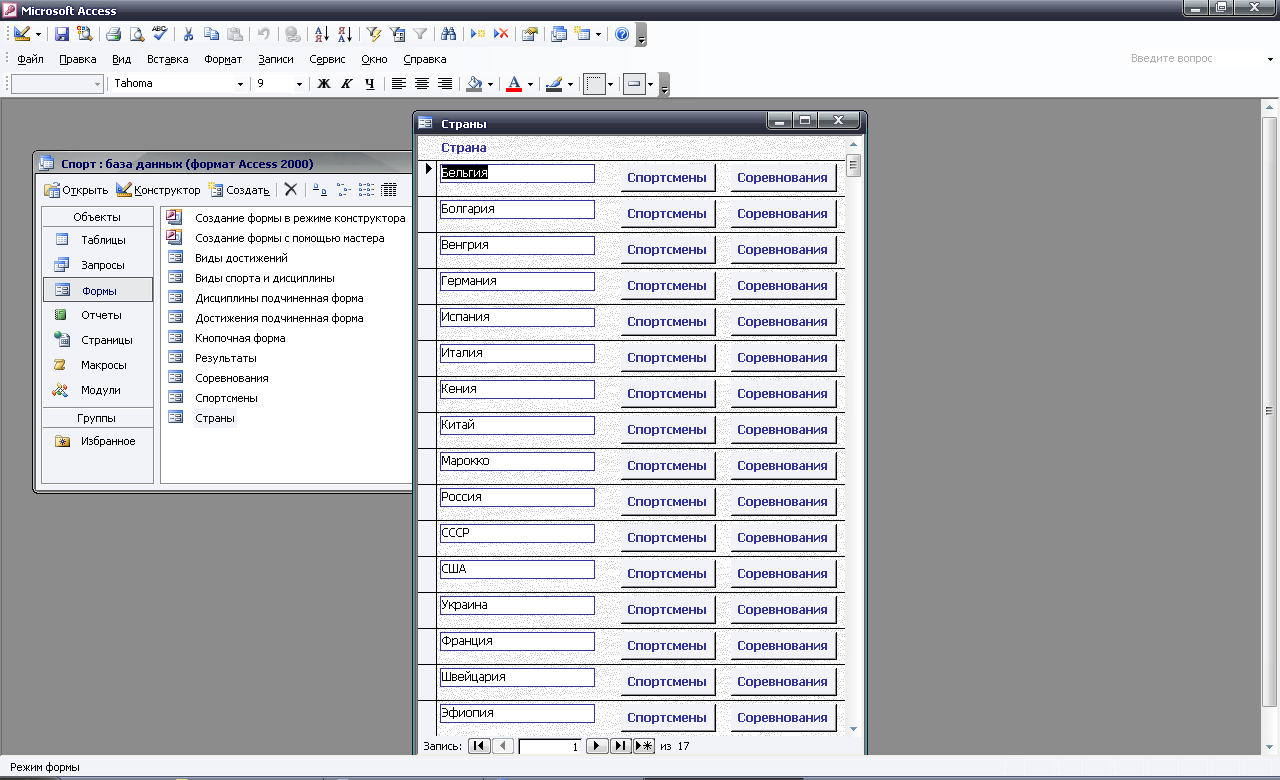 Microsoft Access
Файл Правка Вид Вставка Формат Записи Сервис Окно Справка Введите вопрос
Tahoma 9 Ж К Ч
Страны
Страна
Спорт : база данных (формат Access 2000)
Открыть Конструктор Создать
Объекты
Таблицы
Запросы
Формы
Отчеты
Страницы
Макросы
Модули
Группы
Избранное
Создание формы в режиме конструктора
Создание формы с помощью мастера
Виды достижений
Виды спорта и дисциплины
Дисциплины подчиненная форма
Достижения подчиненная форма
Кнопочная форма
Результаты
Соревнования
Спортсмены
Страны
Бельгия Спортсмены Соревнования
Болгария Спортсмены Соревнования
Венгрия Спортсмены Соревнования
Германия Спортсмены Соревнования
Испания Спортсмены Соревнования
Италия Спортсмены Соревнования
Кения Спортсмены Соревнования
Китай Спортсмены Соревнования
Марокко Спортсмены Соревнования
Россия Спортсмены Соревнования
СССР Спортсмены Соревнования
США Спортсмены Соревнования
Украина Спортсмены Соревнования
Франция Спортсмены Соревнования
Швейцария Спортсмены Соревнования
Эфиопия Спортсмены Соревнования
Запись: 1 из 17
Режим формы